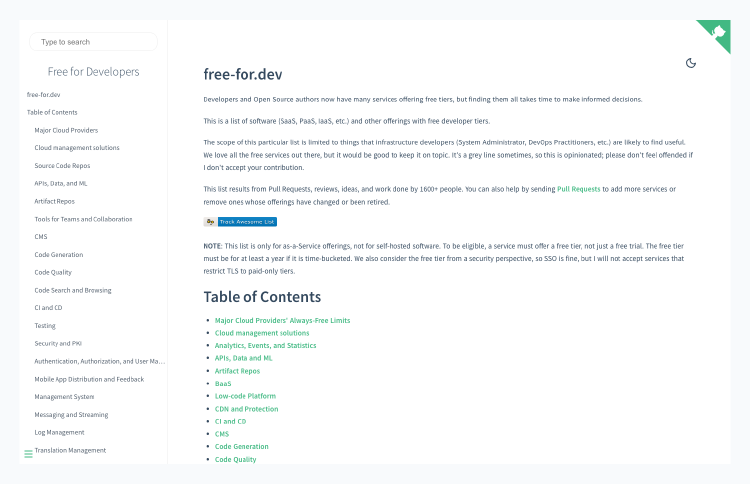 Type to search
Free for Developers
free-for.dev
Table of Contents
Major Cloud Providers
Cloud management solutions
Source Code Repos
APIs, Data, and ML
Artifact Repos
Tools for Teams and Collaboration
CMS
Code Generation
Code Quality
Code Search and Browsing
CI and CD
Testing
Security and PKI
Authentication, Authorization, and User Ma...
Mobile App Distribution and Feedback
Management System
Messaging and Streaming
Log Management
Translation Management
free-for.dev
Developers and Open Source authors now have many services offering free tiers, but finding them all takes time to make informed decisions.
This is a list of software (SaaS, PaaS, IaaS, etc.) and other offerings with free developer tiers.
The scope of this particular list is limited to things that infrastructure developers (System Administrator, DevOps Practitioners, etc.) are likely to find useful.
We love all the free services out there, but it would be good to keep it on topic. It's a grey line sometimes, so this is opinionated; please don't feel offended if
I don't accept your contribution.
This list results from Pull Requests, reviews, ideas, and work done by 1600+ people. You can also help by sending Pull Requests to add more services or
remove ones whose offerings have changed or been retired.
Track Awesome List
NOTE: This list is only for as-a-Service offerings, not for self-hosted software. To be eligible, a service must offer a free tier, not just a free trial. The free tier
must be for at least a year if it is time-bucketed. We also consider the free tier from a security perspective, so SSO is fine, but I will not accept services that
restrict TLS to paid-only tiers.
Table of Contents
Major Cloud Providers' Always-Free Limits
Cloud management solutions
Analytics, Events, and Statistics
APIs, Data and ML
Artifact Repos
BaaS
Low-code Platform
CDN and Protection
CI and CD
CMS
Code Generation
Code Quality